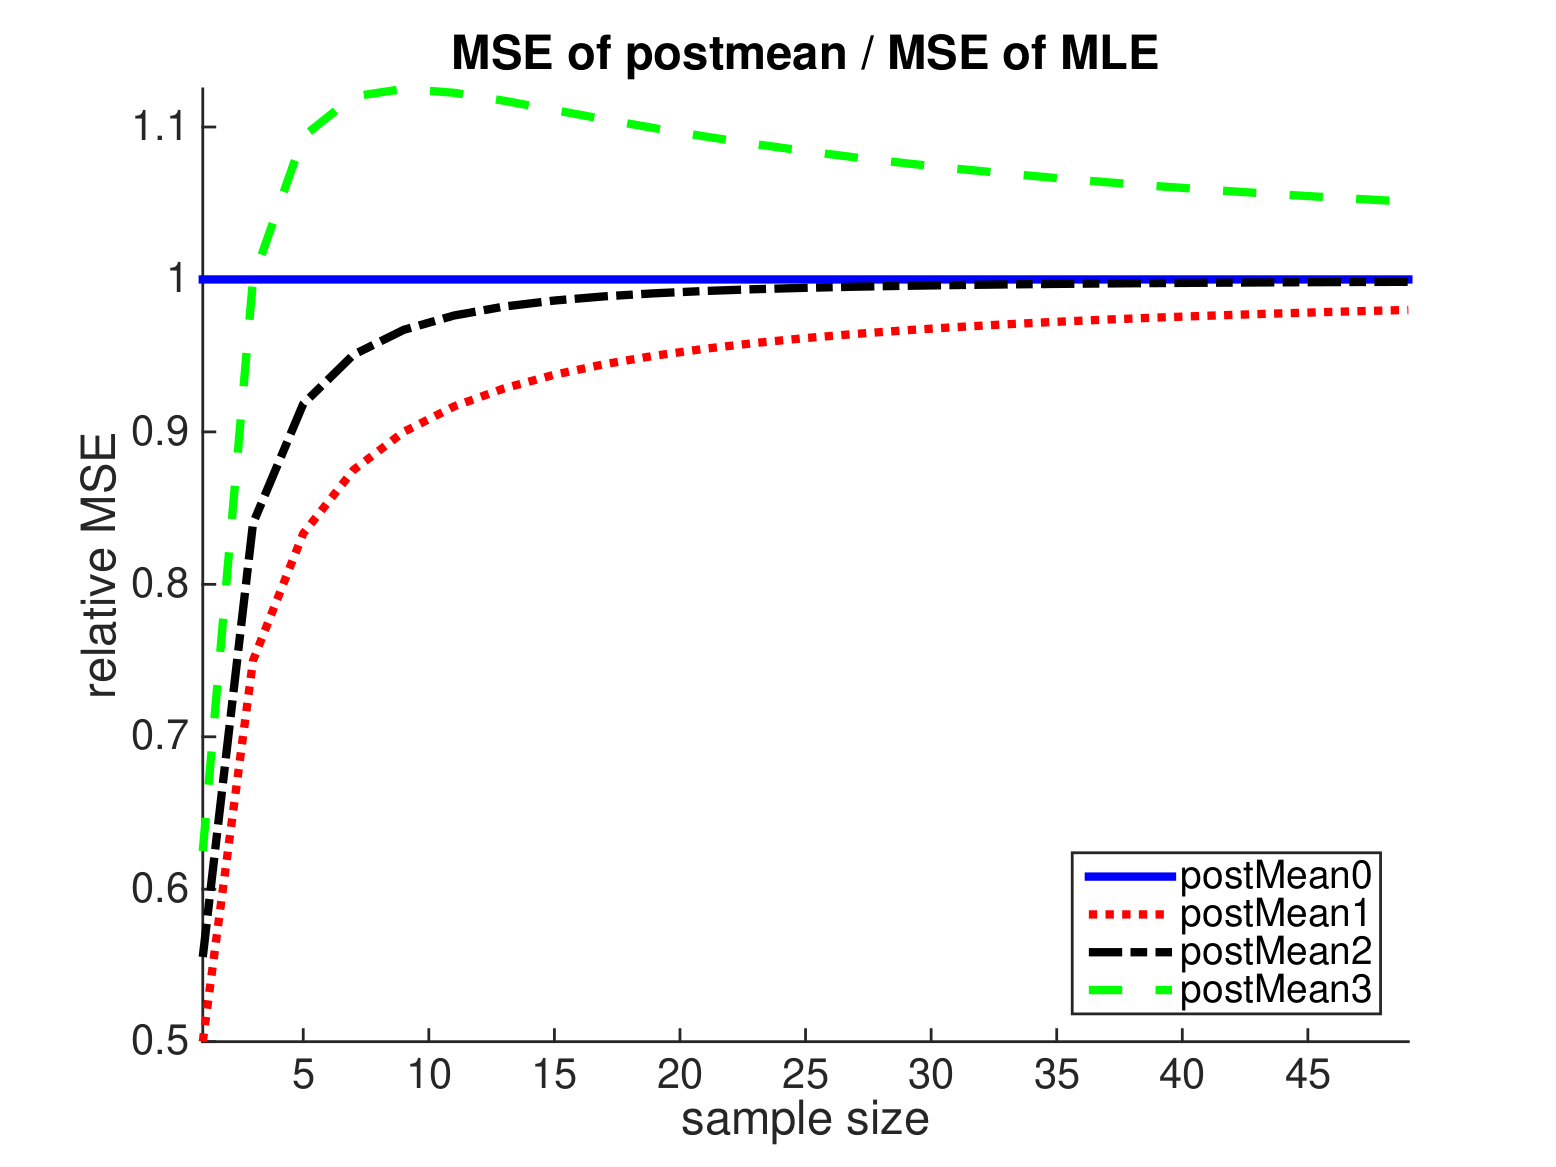 MSE of postmean / MSE of MLE
1.1
1
0.9
0.8
0.7
0.6
0.5
relative MSE
5 10 15 20 25 30 35 40 45
sample size
postMean0
postMean1
postMean2
postMean3